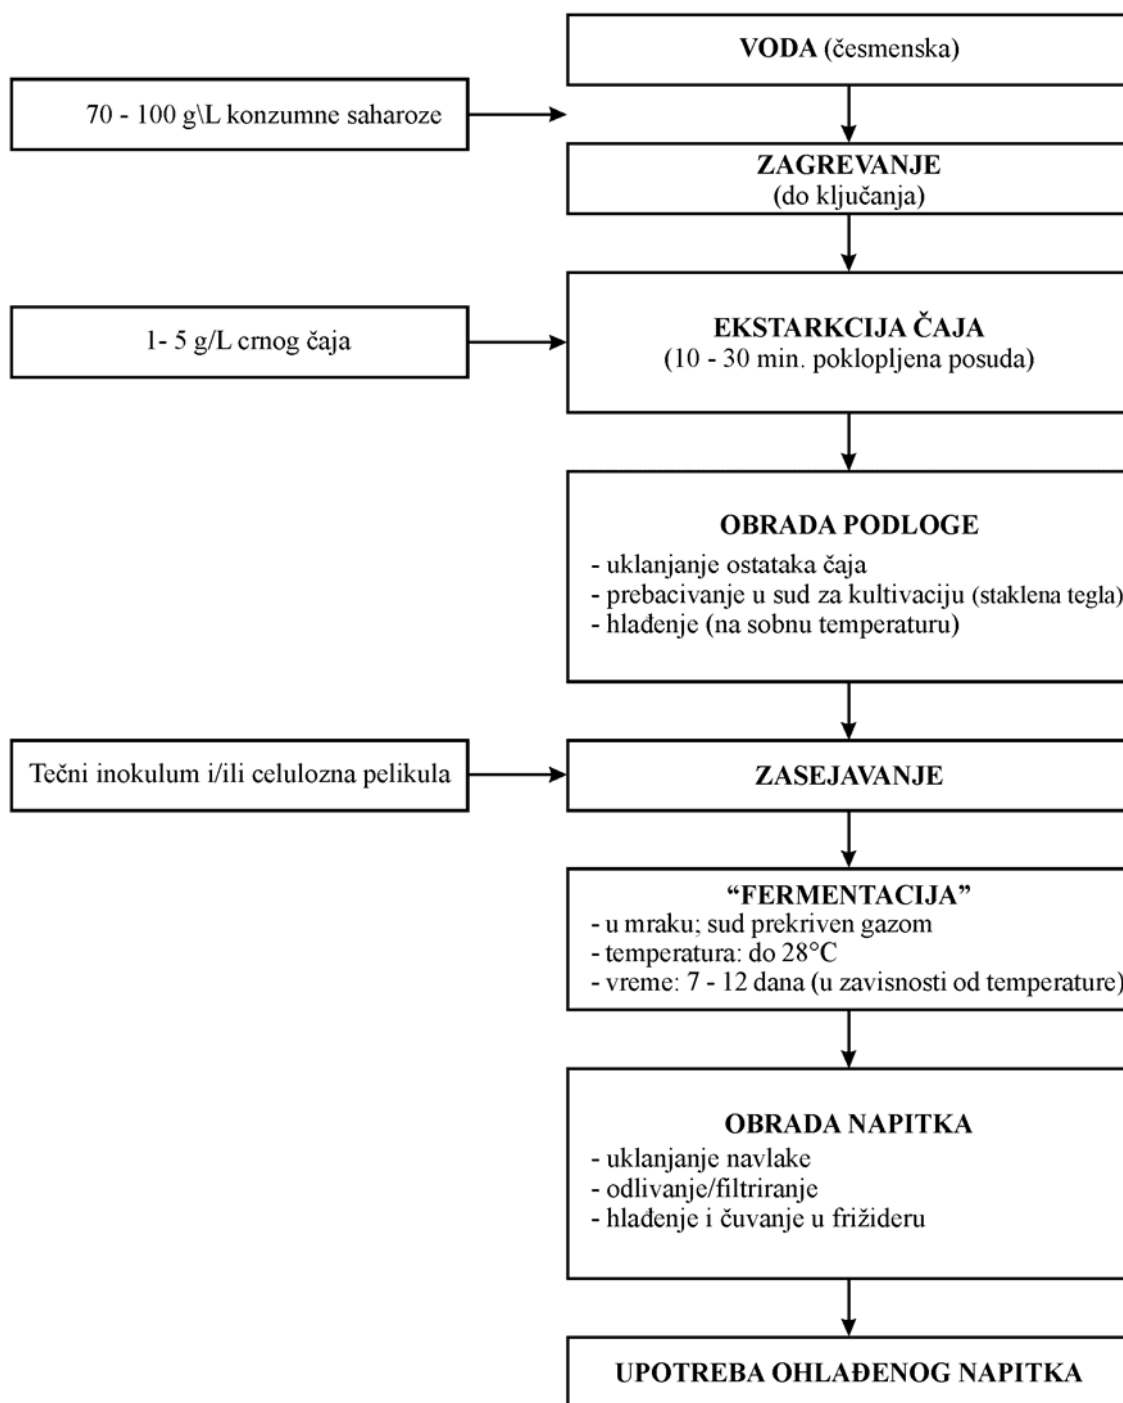 VODA (česmenska)
70 - 100 g\L konzumne saharoze
ZAGREVANJE
(do ključanja)
1- 5 g/L crnog čaja
EKSTARKCIJA ČAJA
(10 - 30 min. poklopljena posuda)
OBRADA PODLOGE
- uklanjanje ostataka čaja
- prebacivanje u sud za kultivaciju (staklena tegla)
- hlađenje (na sobnu temperaturu)
Tečni inokulum i/ili celulozna pelikula
ZASEJAVANJE
“FERMENTACIJA”
- u mraku; sud prekriven gazom
- temperatura: do 28°C
- vreme: 7 - 12 dana (u zavisnosti od temperature)
OBRADA NAPITKA
- uklanjanje navlake
- odlivanje/filtriranje
- hlađenje i čuvanje u frižideru
UPOTREBA OHLAĐENOG NAPITKA